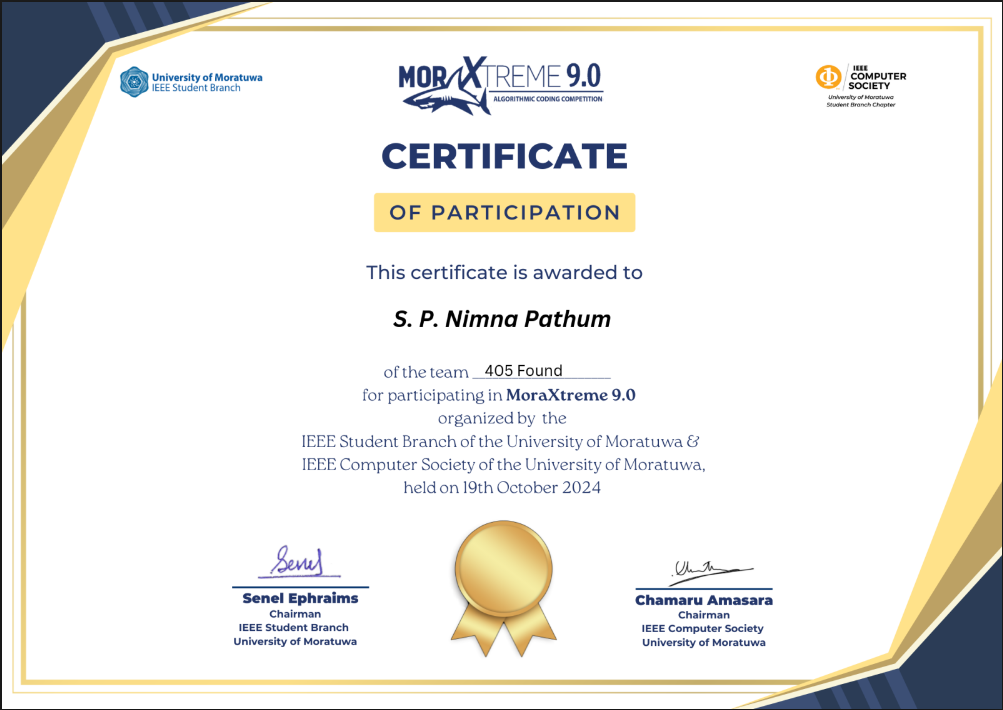 University of Moratuwa
IEEE Student Branch
MORAXTREME 9.0
ALGORITHMIC CODING COMPETITION
IEEE
COMPUTER
SOCIETY
University of Moratuwa
Student Branch Chapter
CERTIFICATE
OF PARTICIPATION
This certificate is awarded to
S. P. Nimna Pathum
of the team 405 Found
for participating in MoraXtreme 9.0
organized by the
IEEE Student Branch of the University of Moratuwa &
IEEE Computer Society of the University of Moratuwa,
held on 19th October 2024
Senel
Senel Ephraims
Chairman
IEEE Student Branch
University of Moratuwa
Chamaru Amasara
Chairman
IEEE Computer Society
University of Moratuwa